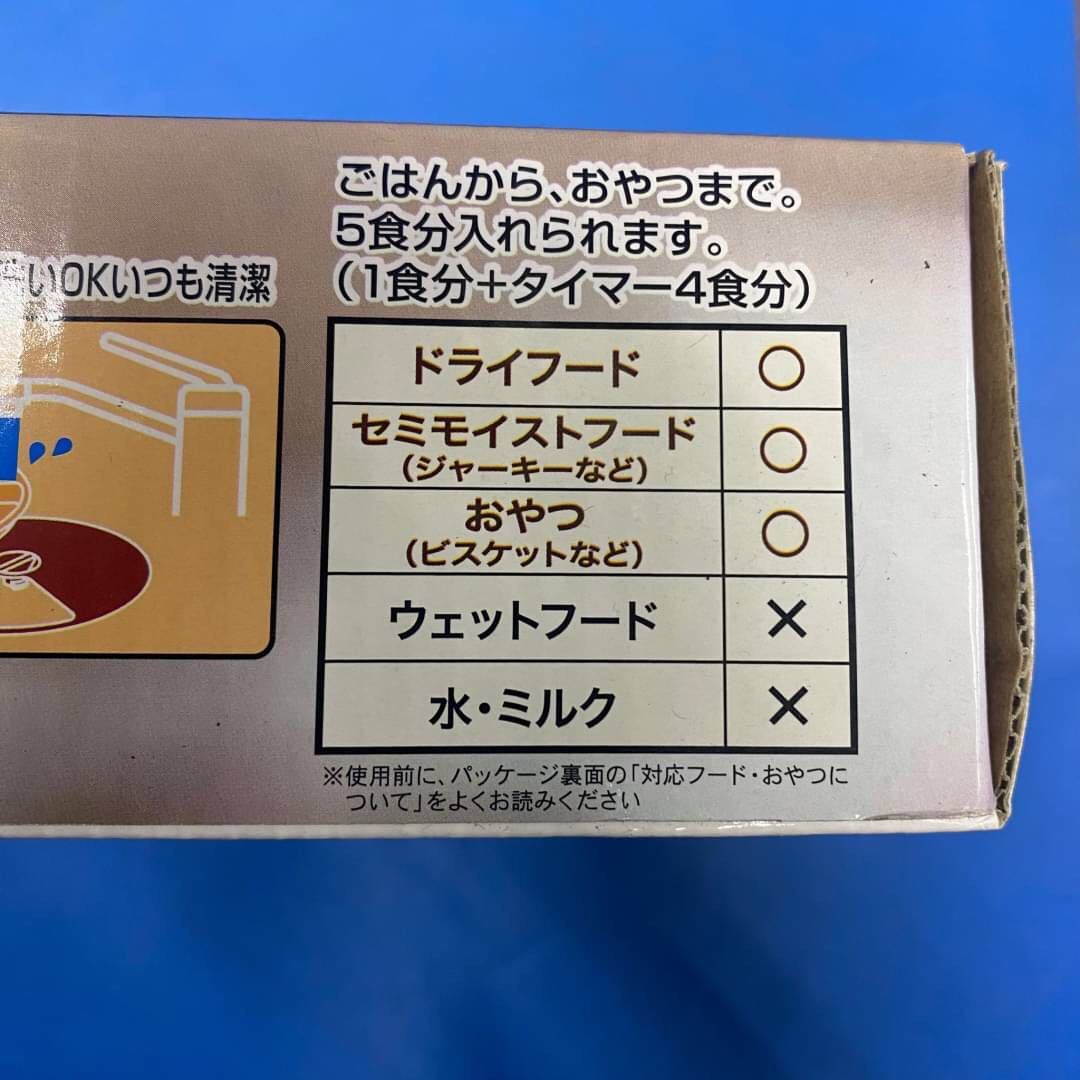 ごはんから、おやつまで。
5食分入れられます。
(1食分+タイマー4食分)
いOKいつも清潔
ドライフード ○
セミモイストフード ○
(ジャーキーなど)
おやつ ○
(ビスケットなど)
ウェットフード ×
水・ミルク ×
※使用前に、パッケージ裏面の「対応フード・おやつに
ついて」をよくお読みください